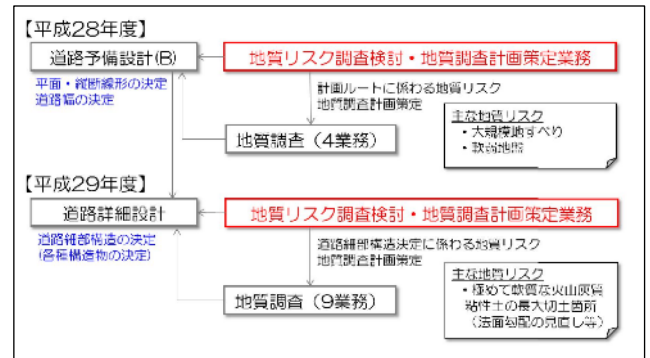 【平成28年度】
道路予備設計(B)
地質リスク調査検討・地質調査計画策定業務
平面・縦断線形の決定
道路幅の決定
計画ルートに係わる地質リスク
地質調査計画策定
主な地質リスク
・大規模地すべり
・軟弱地盤
地質調査（4業務）
【平成29年度】
道路詳細設計
地質リスク調査検討・地質調査計画策定業務
道路細部構造の決定
(各種構造物の決定)
道路細部構造決定に係わる地質リスク
地質調査計画策定
主な地質リスク
・極めて軟質な火山灰質
粘性土の長大切土箇所
（法面勾配の見直し等）
地質調査（9業務）